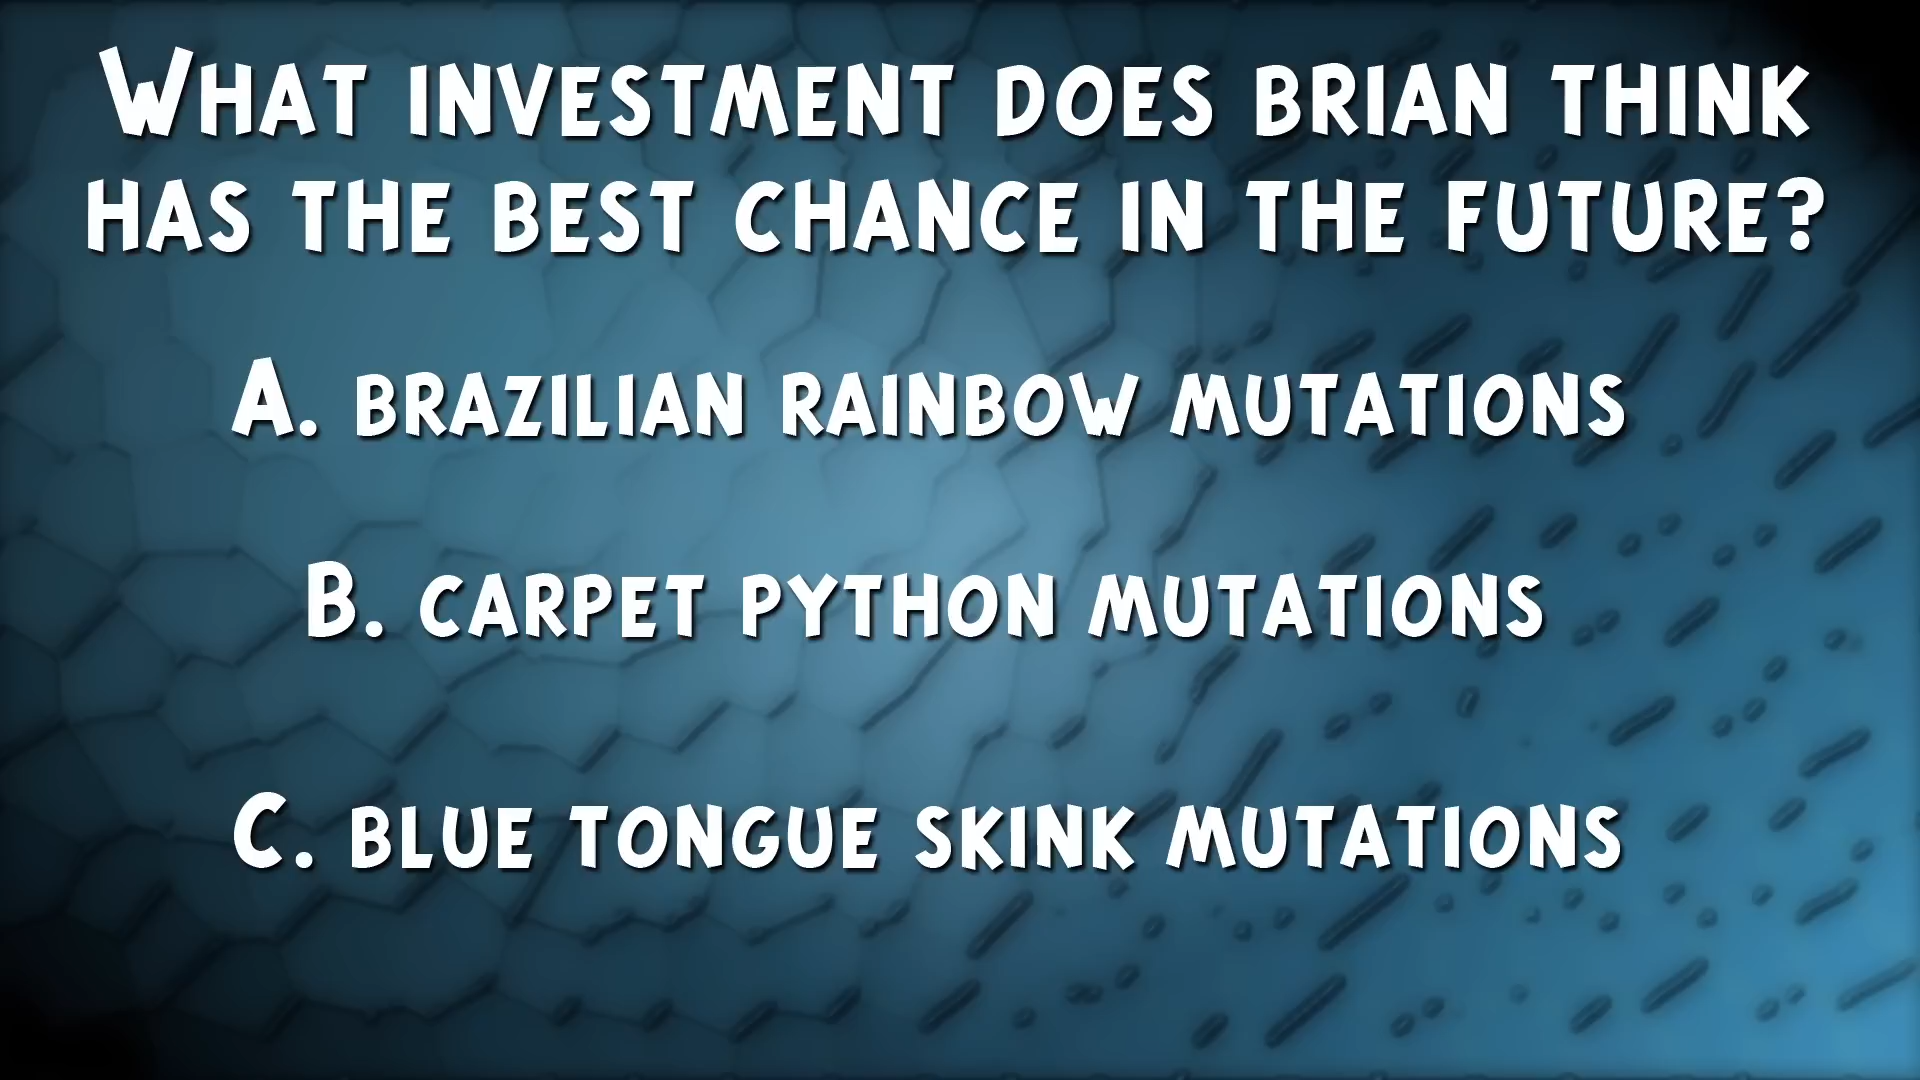 What investment does Brian think
has the best chance in the future?
A. Brazilian Rainbow Mutations
B. Carpet Python Mutations
C. Blue Tongue Skink Mutations